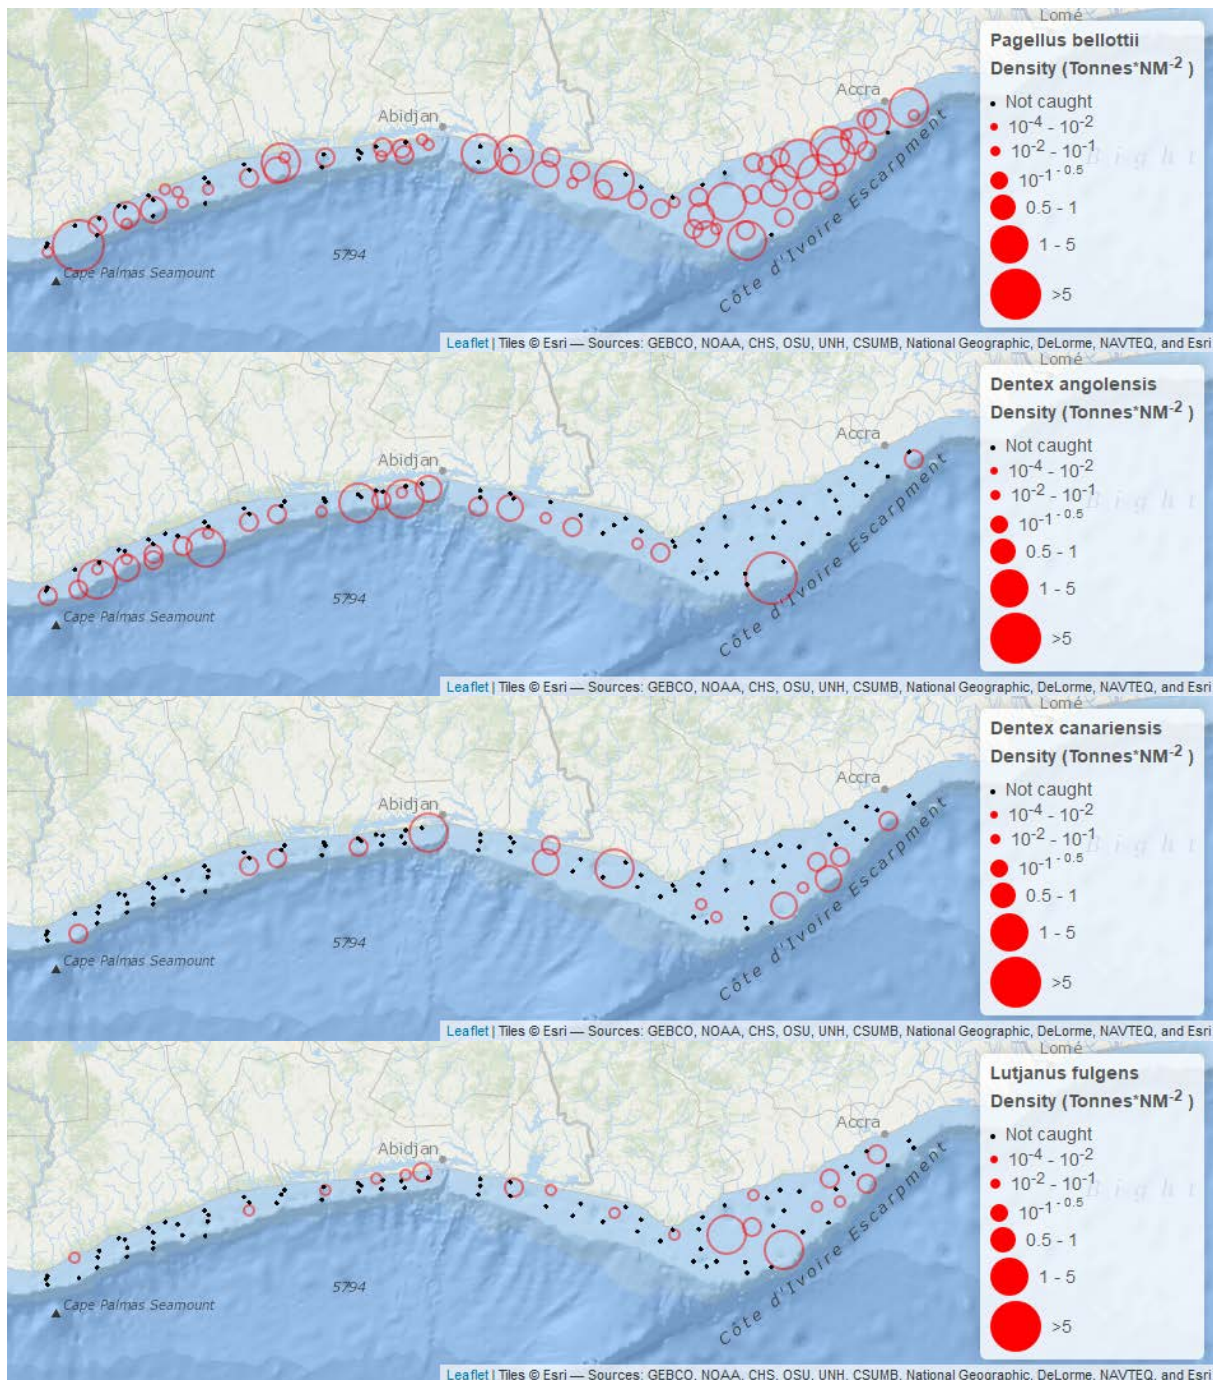 Lomé
Pagellus bellottii
Density (Tonnes*NM-2 )
Not caught
10-4 - 10-2
10-2 - 10-1
10-1 - 0.5
0.5 - 1
1 - 5
>5
Accra
Abidjan
Bight
Côte d'Ivoire Escarpment
5794
Cape Palmas Seamount
Leaflet | Tiles © Esri — Sources: GEBCO, NOAA, CHS, OSU, UNH, CSUMB, National Geographic, DeLorme, NAVTEQ, and Esri
Lomé
Dentex angolensis
Density (Tonnes*NM-2 )
Not caught
10-4 - 10-2
10-2 - 10-1
10-1 - 0.5
0.5 - 1
1 - 5
>5
Accra
Abidjan
Bight
Côte d'Ivoire Escarpment
5794
Cape Palmas Seamount
Leaflet | Tiles © Esri — Sources: GEBCO, NOAA, CHS, OSU, UNH, CSUMB, National Geographic, DeLorme, NAVTEQ, and Esri
Lomé
Dentex canariensis
Density (Tonnes*NM-2 )
Not caught
10-4 - 10-2
10-2 - 10-1
10-1 - 0.5
0.5 - 1
1 - 5
>5
Accra
Abidjan
Bight
Côte d'Ivoire Escarpment
5794
Cape Palmas Seamount
Leaflet | Tiles © Esri — Sources: GEBCO, NOAA, CHS, OSU, UNH, CSUMB, National Geographic, DeLorme, NAVTEQ, and Esri
Lomé
Lutjanus fulgens
Density (Tonnes*NM-2 )
Not caught
10-4 - 10-2
10-2 - 10-1
10-1 - 0.5
0.5 - 1
1 - 5
>5
Accra
Abidjan
Bight
Côte d'Ivoire Escarpment
5794
Cape Palmas Seamount
Leaflet | Tiles © Esri — Sources: GEBCO, NOAA, CHS, OSU, UNH, CSUMB, National Geographic, DeLorme, NAVTEQ, and Esri